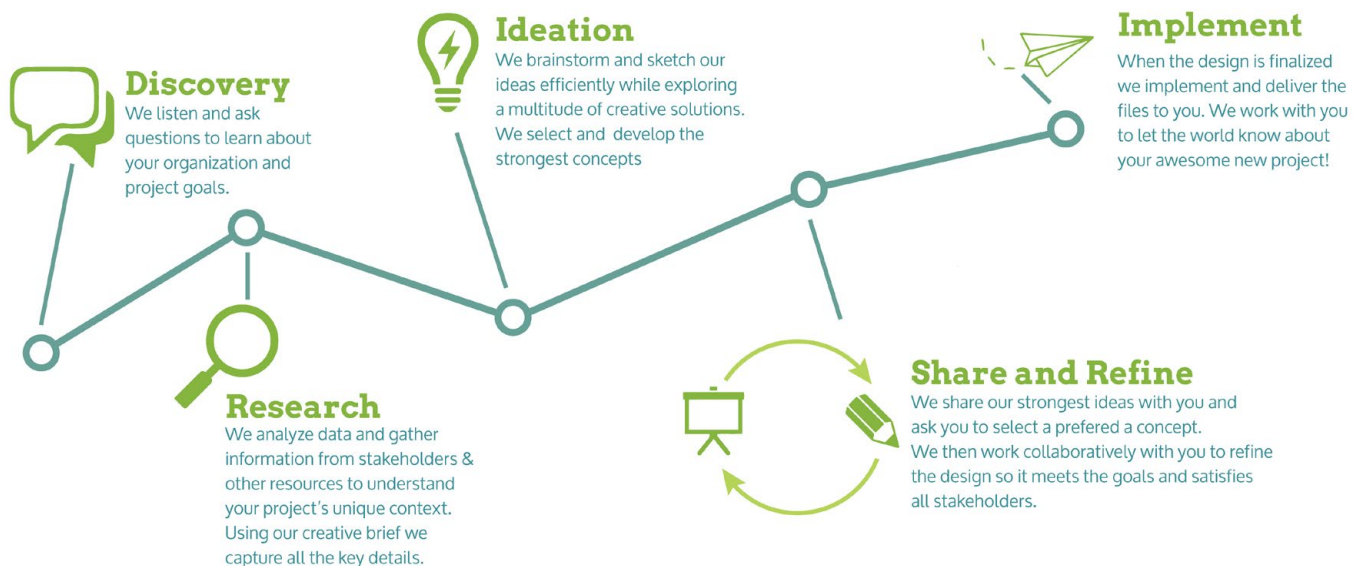 Discovery
We listen and ask
questions to learn about
your organization and
project goals.
Research
We analyze data and gather
information from stakeholders &
other resources to understand
your project's unique context.
Using our creative brief we
capture all the key details.
Ideation
We brainstorm and sketch our
ideas efficiently while exploring
a multitude of creative solutions.
We select and develop the
strongest concepts
Share and Refine
We share our strongest ideas with you and
ask you to select a prefered a concept.
We then work collaboratively with you to refine
the design so it meets the goals and satisfies
all stakeholders.
Implement
When the design is finalized
we implement and deliver the
files to you. We work with you
to let the world know about
your awesome new project!